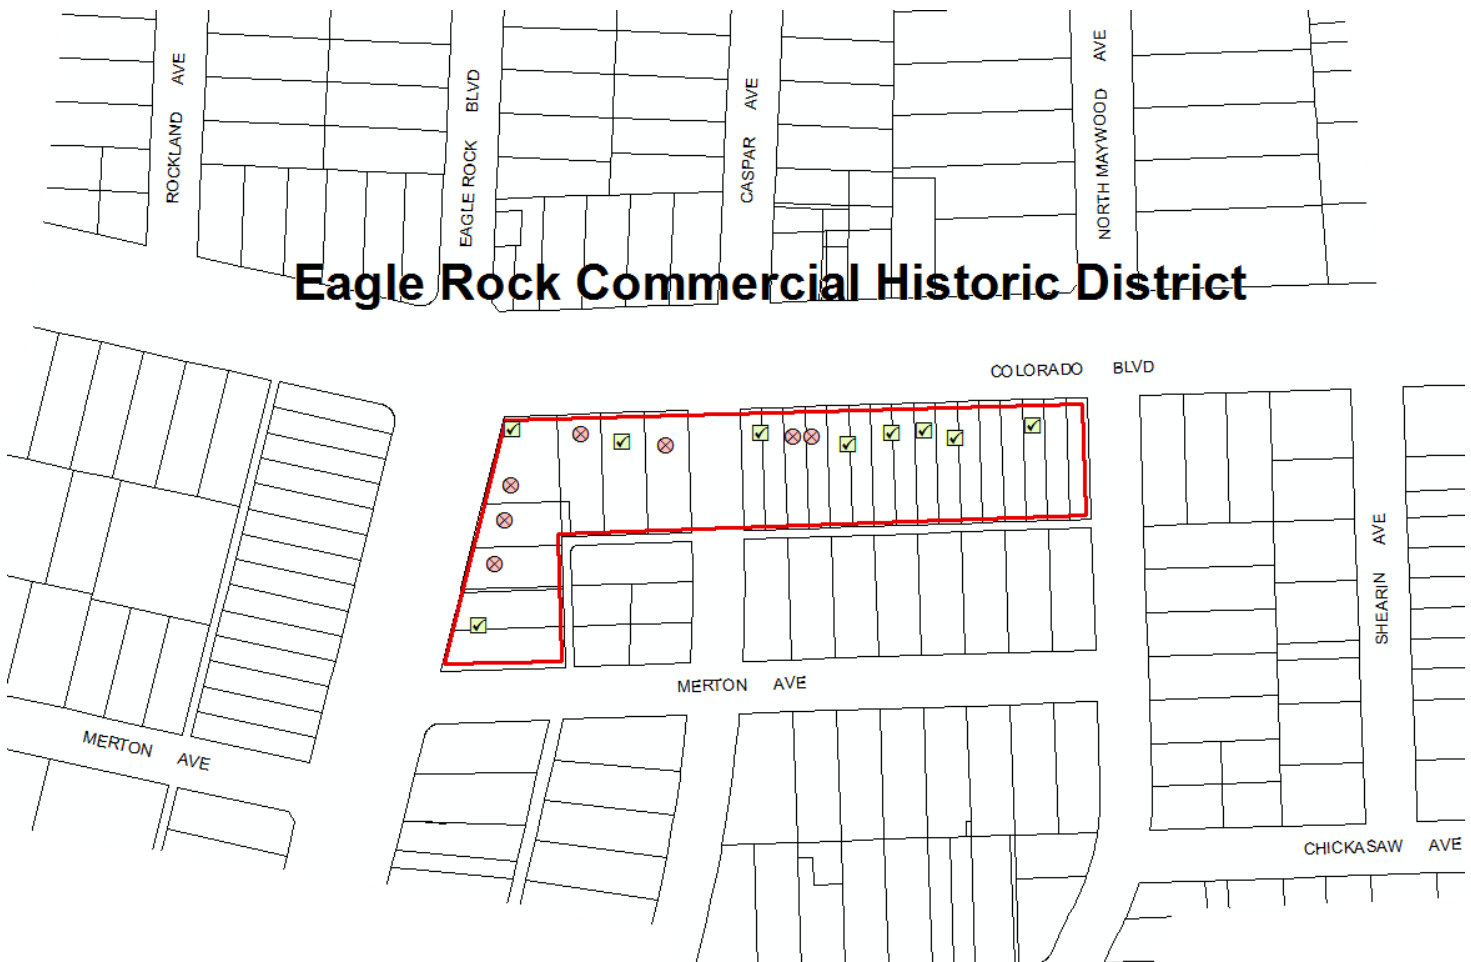 ROCKLAND AVE
EAGLE ROCK BLVD
CASPAR AVE
NORTH MAYWOOD AVE
Eagle Rock Commercial Historic District
COLORADO BLVD
SHEARIN AVE
MERTON AVE
MERTON AVE
CHICKASAW AVE